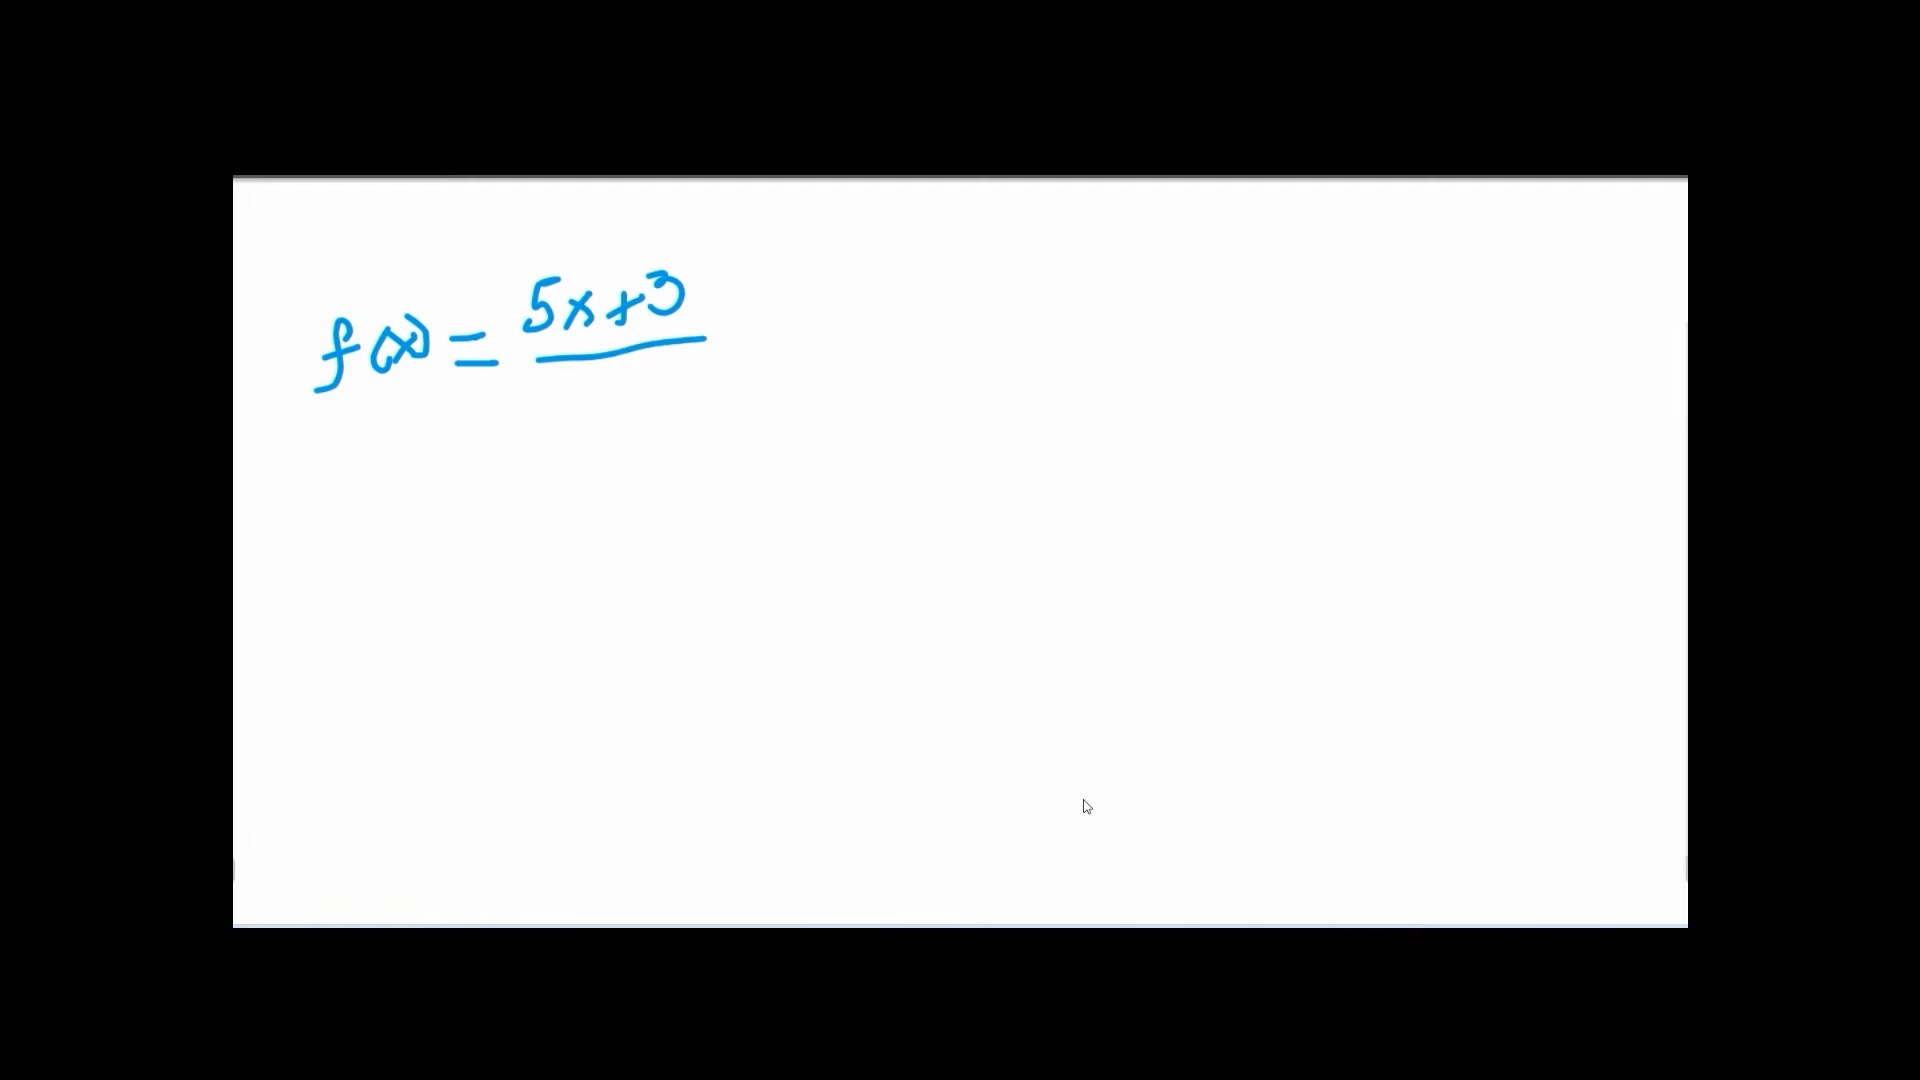 f(x) = 5x+3